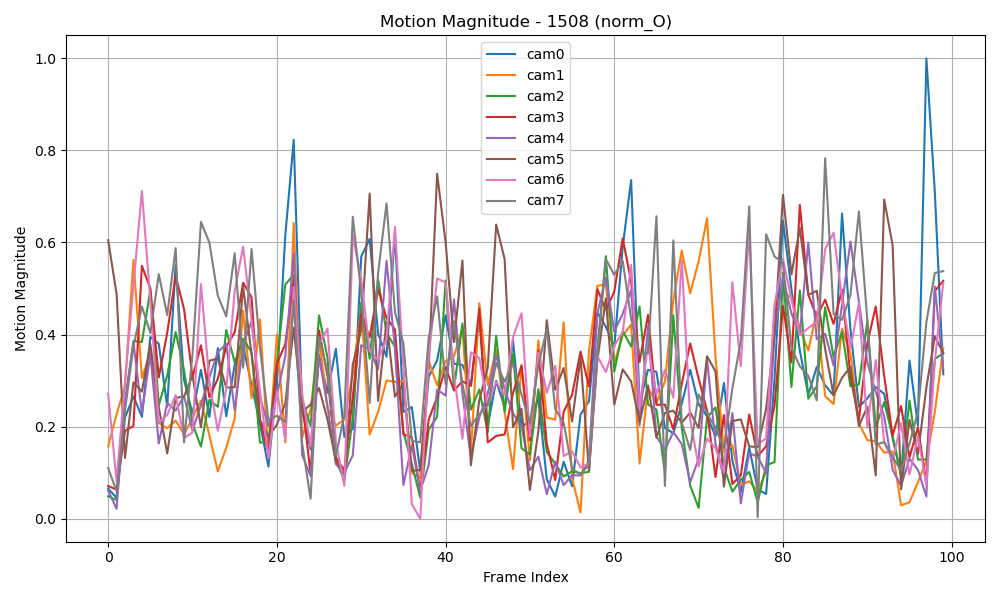 Motion Magnitude - 1508 (norm_O)
Motion Magnitude
1.0
0.8
0.6
0.4
0.2
0.0
cam0
cam1
cam2
cam3
cam4
cam5
cam6
cam7
0 20 40 60 80 100
Frame Index